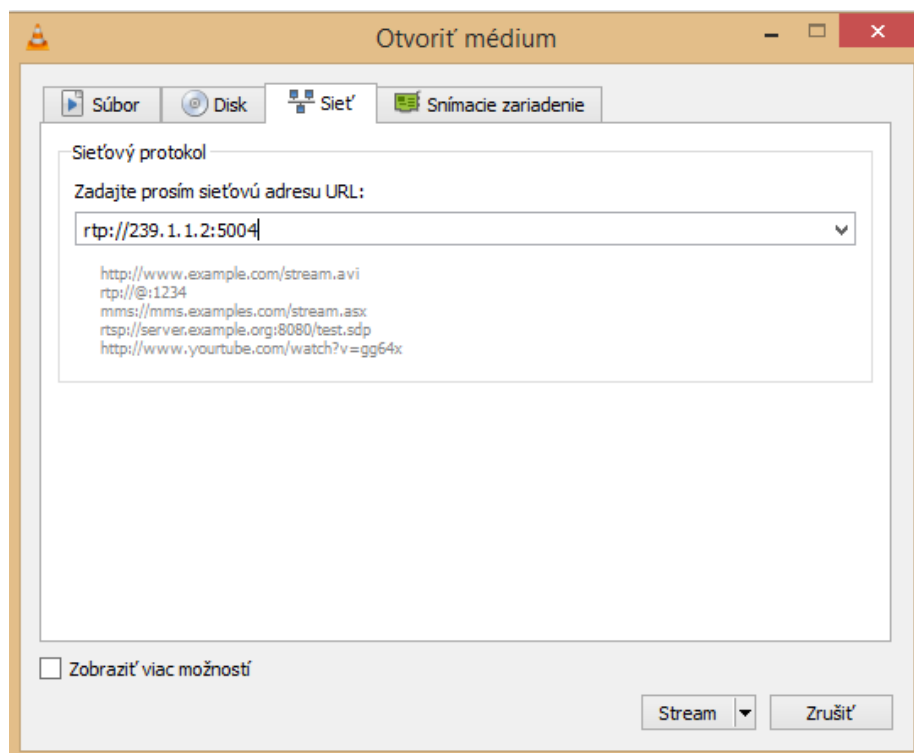 Otvoriť médium
Súbor
Disk
Sieť
Snímacie zariadenie
Sieťový protokol
Zadajte prosím sieťovú adresu URL:
rtp://239.1.1.2:5004
http://www.example.com/stream.avi
rtp://@:1234
mms://mms.examples.com/stream.asx
rtsp://server.example.org:8080/test.sdp
http://www.yourtube.com/watch?v=gg64x
Zobraziť viac možností
Stream
Zrušiť